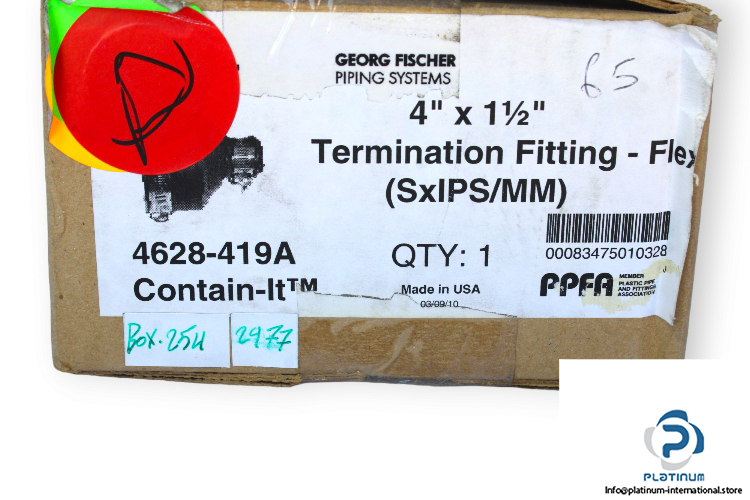 GEORG FISCHER
PIPING SYSTEMS
65
4" x 1½"
Termination Fitting - Flex
(SxIPS/MM)
4628-419A
QTY: 1
00083475010328
Contain-It™
Made in USA
03/09/10
PPFA
MEMBER
PLASTIC PIPE
AND FITTINGS
ASSOCIATION
BOX.254
2977
PLATINUM
Info@platinum-international.store